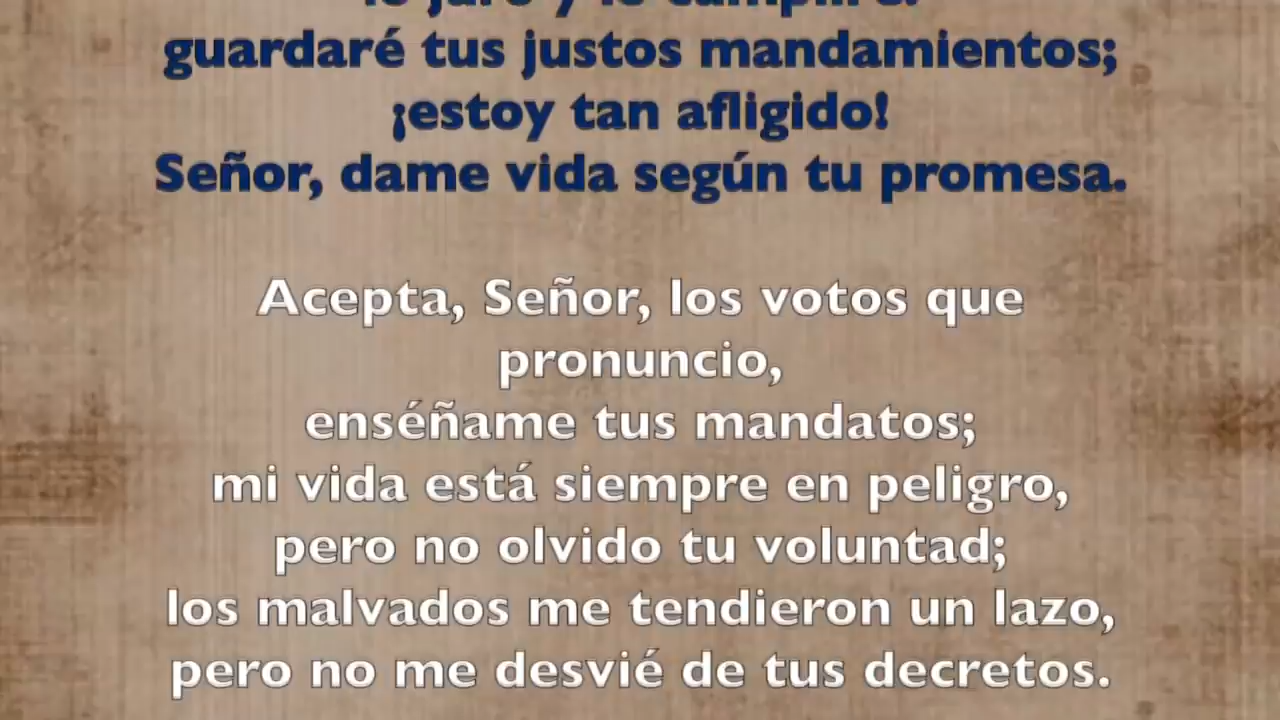 guardaré tus justos mandamientos;
¡estoy tan afligido!
Señor, dame vida según tu promesa.
Acepta, Señor, los votos que
pronuncio,
enséñame tus mandatos;
mi vida está siempre en peligro,
pero no olvido tu voluntad;
los malvados me tendieron un lazo,
pero no me desvié de tus decretos.